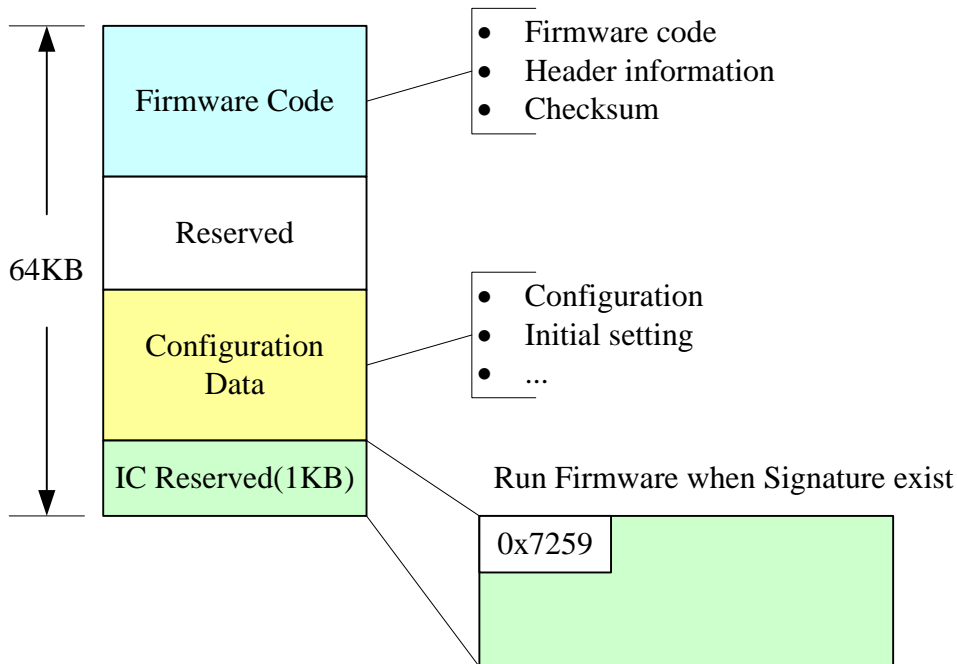 Firmware Code
• Firmware code
• Header information
• Checksum
Reserved
64KB
Configuration
Data
• Configuration
• Initial setting
• ...
IC Reserved(1KB)
Run Firmware when Signature exist
0x7259